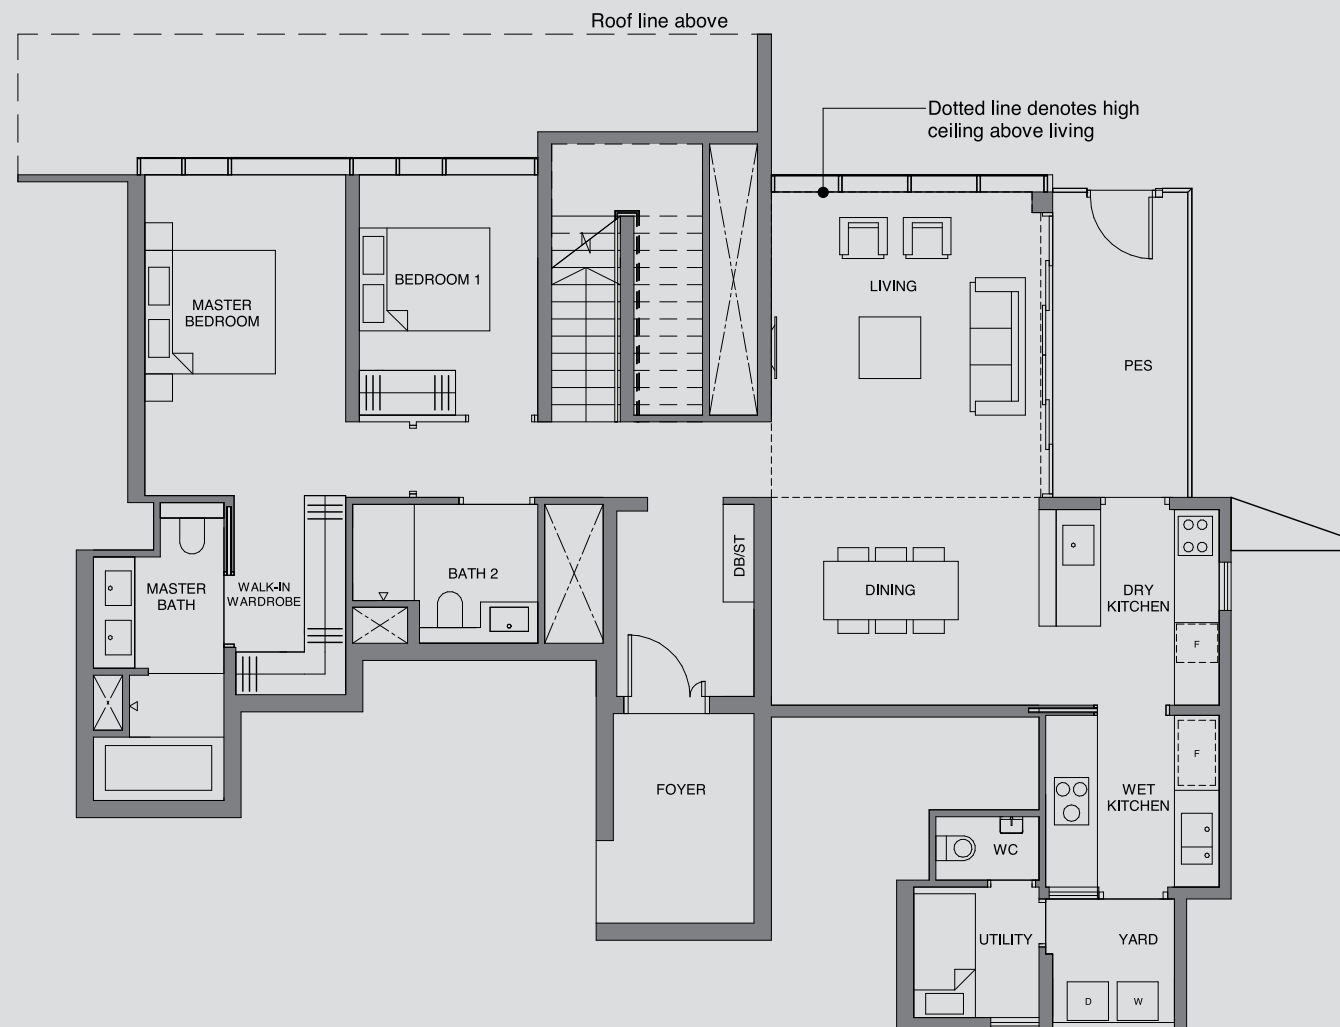 Roof line above
Dotted line denotes high
ceiling above living
BEDROOM 1
LIVING
MASTER
BEDROOM
PES
DB/ST
BATH 2
MASTER
BATH
WALK-IN
WARDROBE
DINING
DRY
KITCHEN
F
F
FOYER
WET
KITCHEN
WC
UTILITY
YARD
D
W